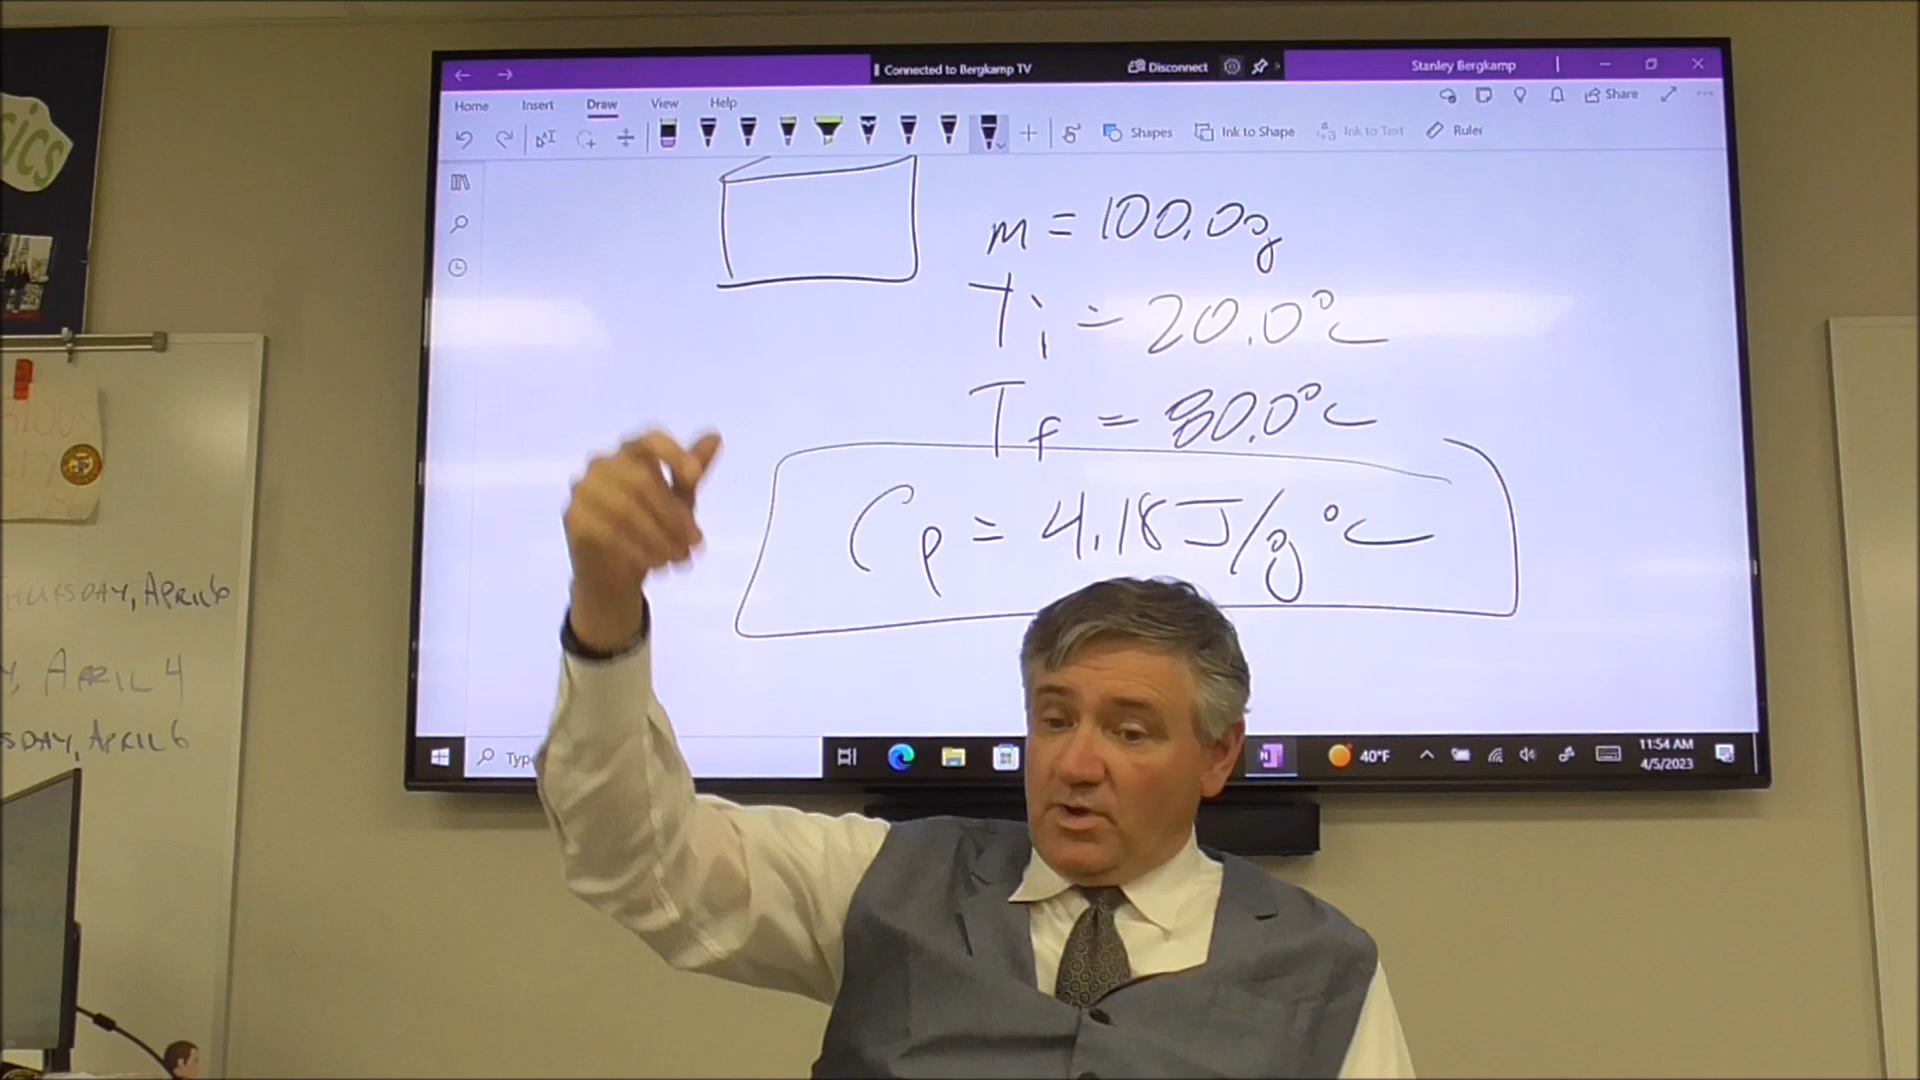 sics
Connected to Bergkamp TV
Disconnect
Stanley Bergkamp
Home Insert Draw View Help
Share
Shapes Ink to Shape Ink to Text Ruler
m = 100.0g
Ti = 20.0°C
Tf = 80.0°C
Cp = 4.18 J/g°C
THURSDAY, APRIL 6
Y, APRIL 4
SDAY, APRIL 6
Type
40°F
11:54 AM
4/5/2023